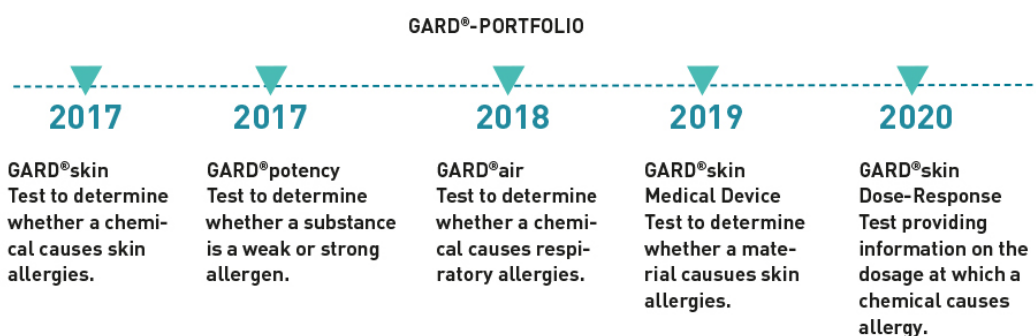 GARD®-PORTFOLIO
2017
2017
2018
2019
2020
GARD®skin
Test to determine
whether a chemi-
cal causes skin
allergies.
GARD®potency
Test to determine
whether a substance
is a weak or strong
allergen.
GARD®air
Test to determine
whether a chemi-
cal causes respi-
ratory allergies.
GARD®skin
Medical Device
Test to determine
whether a mate-
rial causues skin
allergies.
GARD®skin
Dose-Response
Test providing
information on the
dosage at which a
chemical causes
allergy.